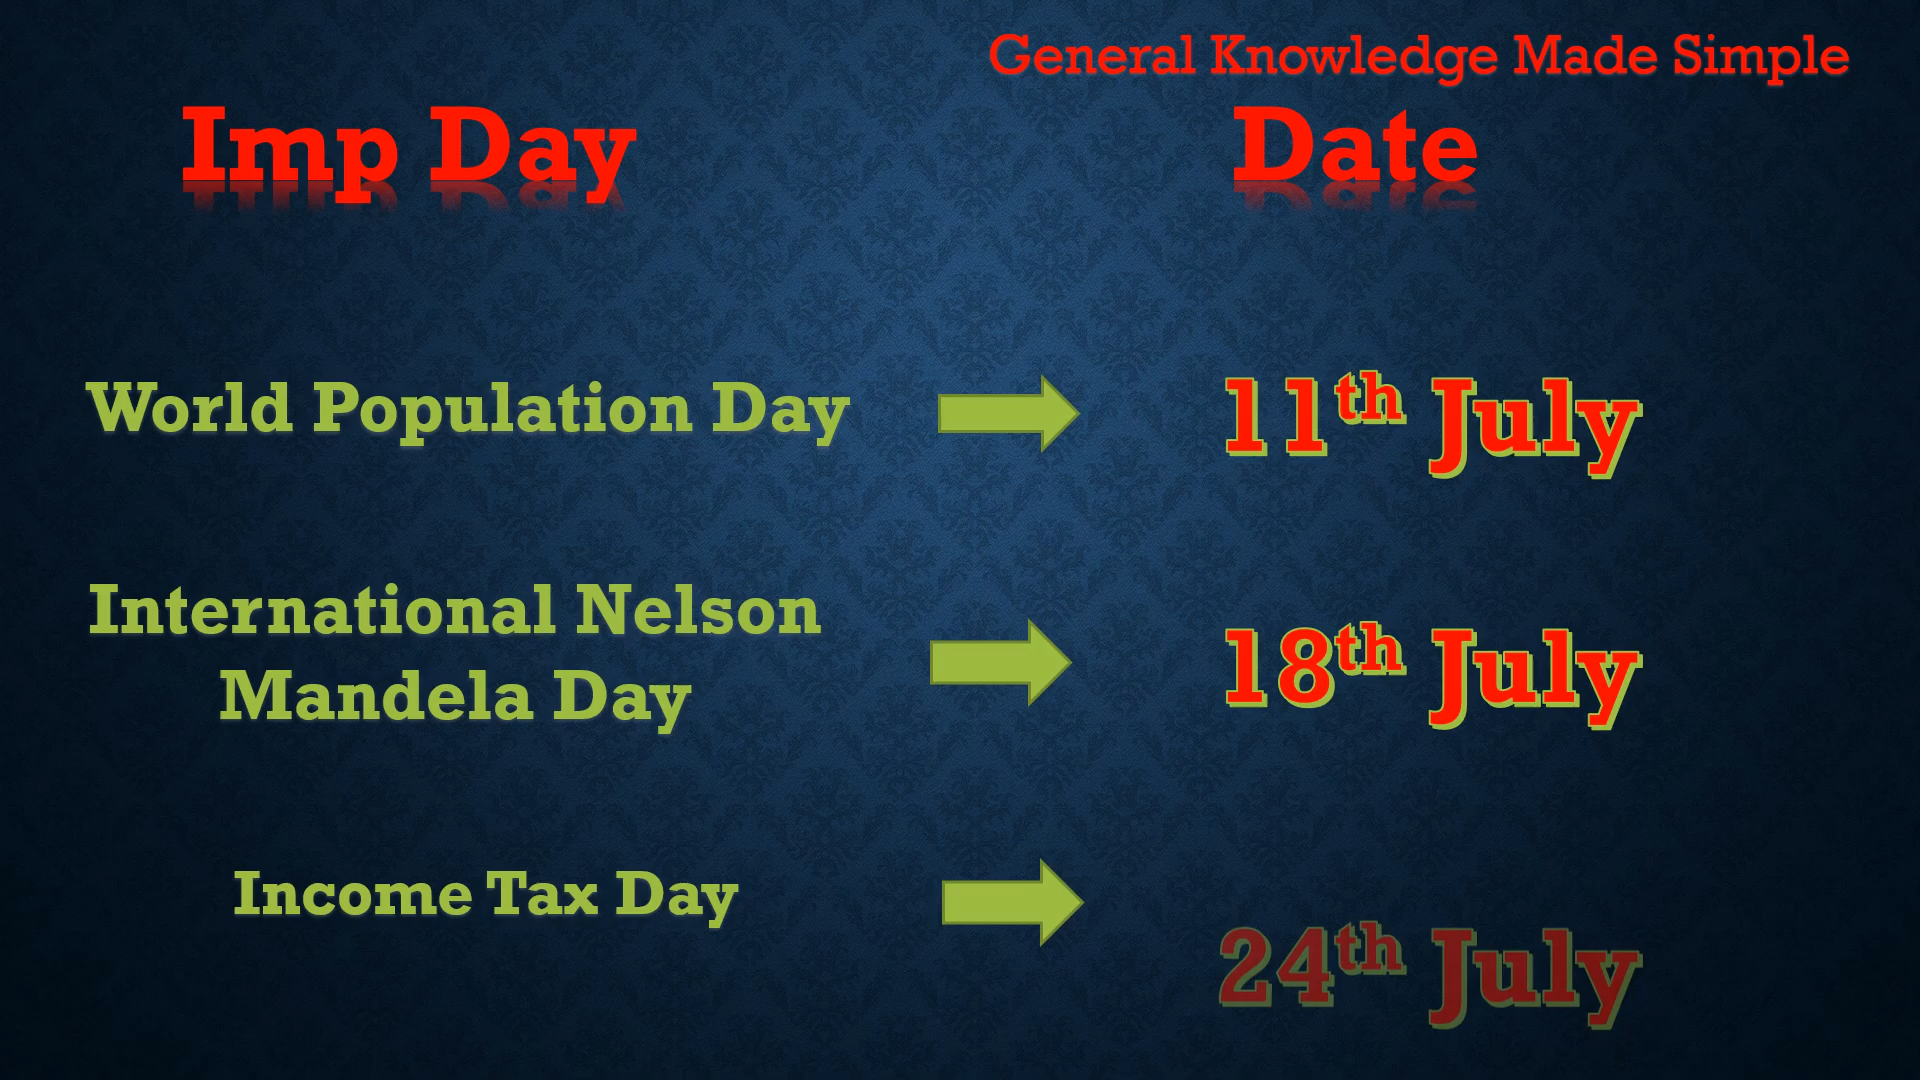 General Knowledge Made Simple
Imp Day
Date
World Population Day
11th July
International Nelson
Mandela Day
18th July
Income Tax Day
24th July